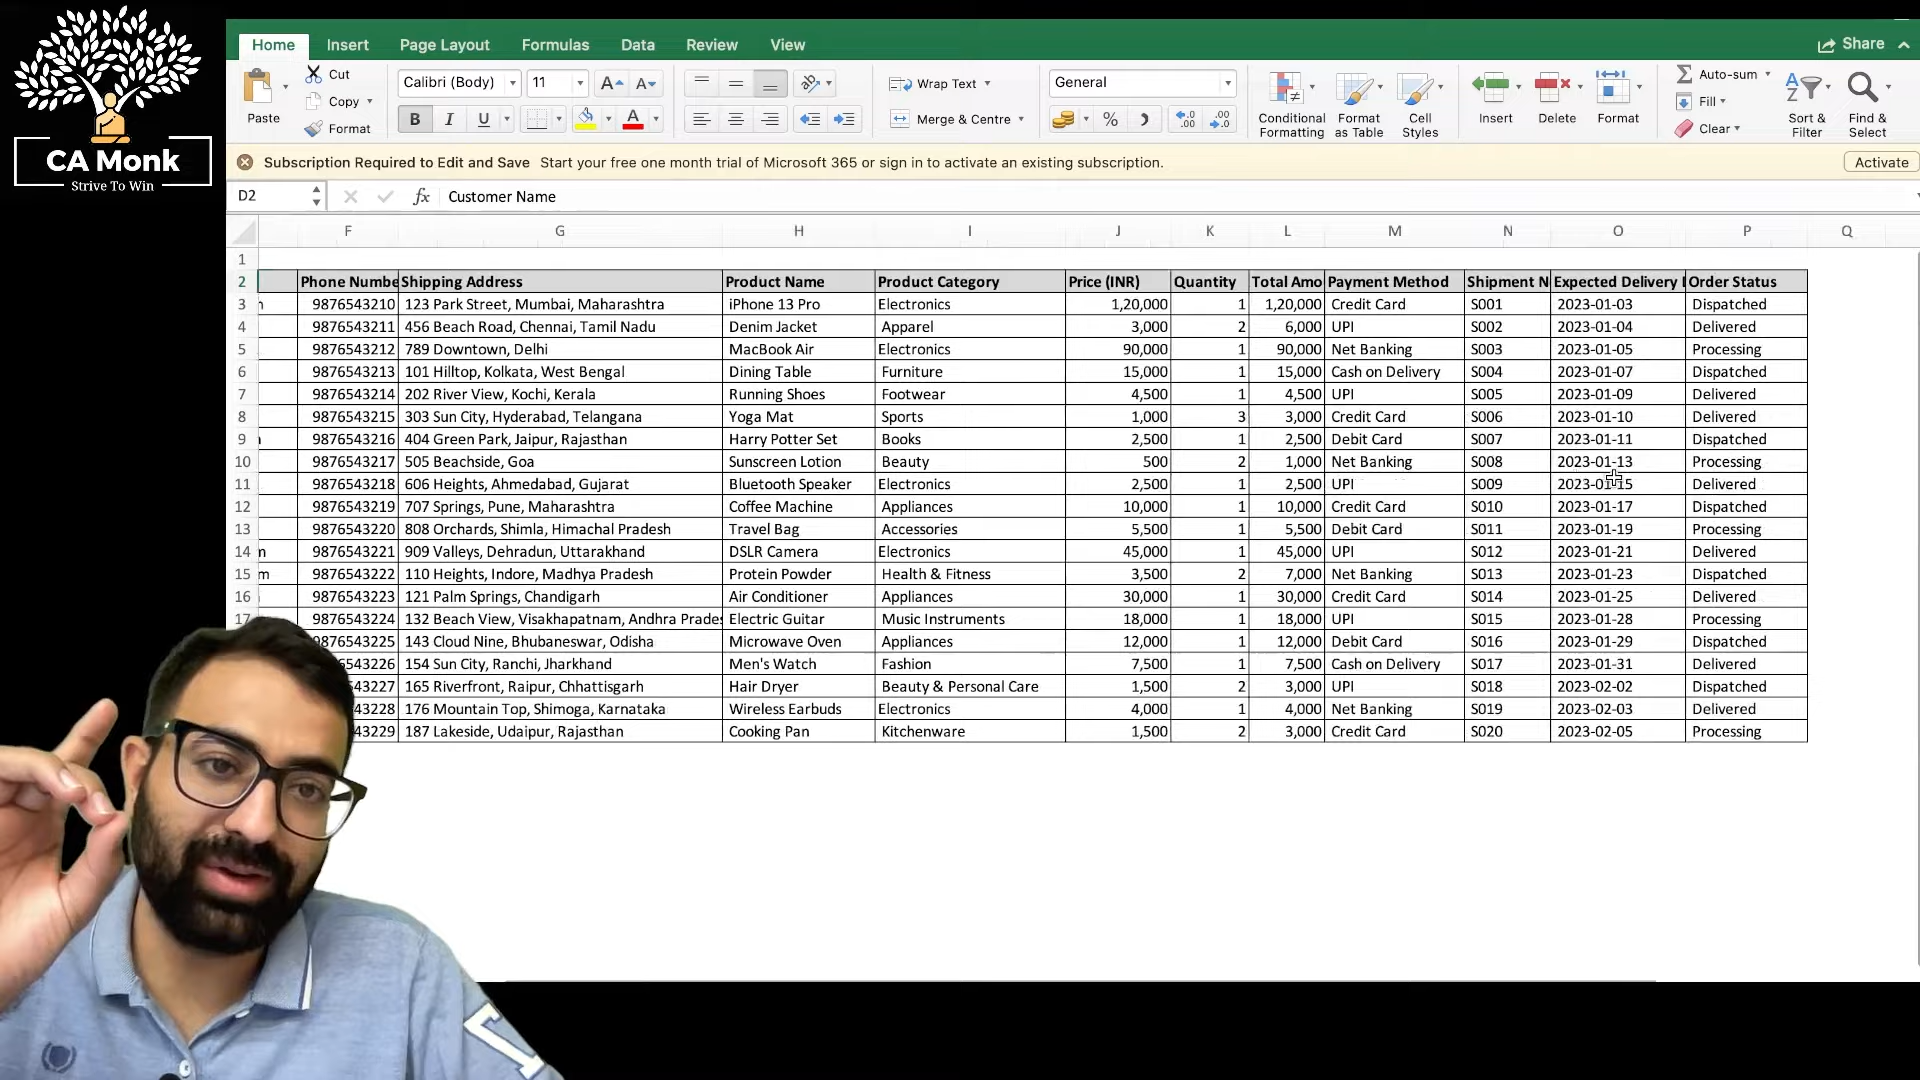 CA Monk
Strive To Win
Home Insert Page Layout Formulas Data Review View Share
Paste Cut Copy Format Calibri (Body) 11 A A Wrap Text General Auto-sum
B I U A Merge & Centre % Conditional Formatting Format as Table Cell Styles Insert Delete Format Fill Clear Sort & Filter Find & Select
Subscription Required to Edit and Save Start your free one month trial of Microsoft 365 or sign in to activate an existing subscription. Activate
D2 fx Customer Name
F G H I J K L M N O P Q
1
2 Phone Numbe Shipping Address Product Name Product Category Price (INR) Quantity Total Amo Payment Method Shipment N Expected Delivery Order Status
3 9876543210 123 Park Street, Mumbai, Maharashtra iPhone 13 Pro Electronics 1,20,000 1 1,20,000 Credit Card S001 2023-01-03 Dispatched
4 9876543211 456 Beach Road, Chennai, Tamil Nadu Denim Jacket Apparel 3,000 2 6,000 UPI S002 2023-01-04 Delivered
5 9876543212 789 Downtown, Delhi MacBook Air Electronics 90,000 1 90,000 Net Banking S003 2023-01-05 Processing
6 9876543213 101 Hilltop, Kolkata, West Bengal Dining Table Furniture 15,000 1 15,000 Cash on Delivery S004 2023-01-07 Dispatched
7 9876543214 202 River View, Kochi, Kerala Running Shoes Footwear 4,500 1 4,500 UPI S005 2023-01-09 Delivered
8 9876543215 303 Sun City, Hyderabad, Telangana Yoga Mat Sports 1,000 3 3,000 Credit Card S006 2023-01-10 Delivered
9 9876543216 404 Green Park, Jaipur, Rajasthan Harry Potter Set Books 2,500 1 2,500 Debit Card S007 2023-01-11 Dispatched
10 9876543217 505 Beachside, Goa Sunscreen Lotion Beauty 500 2 1,000 Net Banking S008 2023-01-13 Processing
11 9876543218 606 Heights, Ahmedabad, Gujarat Bluetooth Speaker Electronics 2,500 1 2,500 UPI S009 2023-01-15 Delivered
12 9876543219 707 Springs, Pune, Maharashtra Coffee Machine Appliances 10,000 1 10,000 Credit Card S010 2023-01-17 Dispatched
13 9876543220 808 Orchards, Shimla, Himachal Pradesh Travel Bag Accessories 5,500 1 5,500 Debit Card S011 2023-01-19 Processing
14 m 9876543221 909 Valleys, Dehradun, Uttarakhand DSLR Camera Electronics 45,000 1 45,000 UPI S012 2023-01-21 Delivered
15 m 9876543222 110 Heights, Indore, Madhya Pradesh Protein Powder Health & Fitness 3,500 2 7,000 Net Banking S013 2023-01-23 Dispatched
16 9876543223 121 Palm Springs, Chandigarh Air Conditioner Appliances 30,000 1 30,000 Credit Card S014 2023-01-25 Delivered
17 9876543224 132 Beach View, Visakhapatnam, Andhra Prades Electric Guitar Music Instruments 18,000 1 18,000 UPI S015 2023-01-28 Processing
9876543225 143 Cloud Nine, Bhubaneswar, Odisha Microwave Oven Appliances 12,000 1 12,000 Debit Card S016 2023-01-29 Dispatched
543226 154 Sun City, Ranchi, Jharkhand Men's Watch Fashion 7,500 1 7,500 Cash on Delivery S017 2023-01-31 Delivered
543227 165 Riverfront, Raipur, Chhattisgarh Hair Dryer Beauty & Personal Care 1,500 2 3,000 UPI S018 2023-02-02 Dispatched
543228 176 Mountain Top, Shimoga, Karnataka Wireless Earbuds Electronics 4,000 1 4,000 Net Banking S019 2023-02-03 Delivered
43229 187 Lakeside, Udaipur, Rajasthan Cooking Pan Kitchenware 1,500 2 3,000 Credit Card S020 2023-02-05 Processing